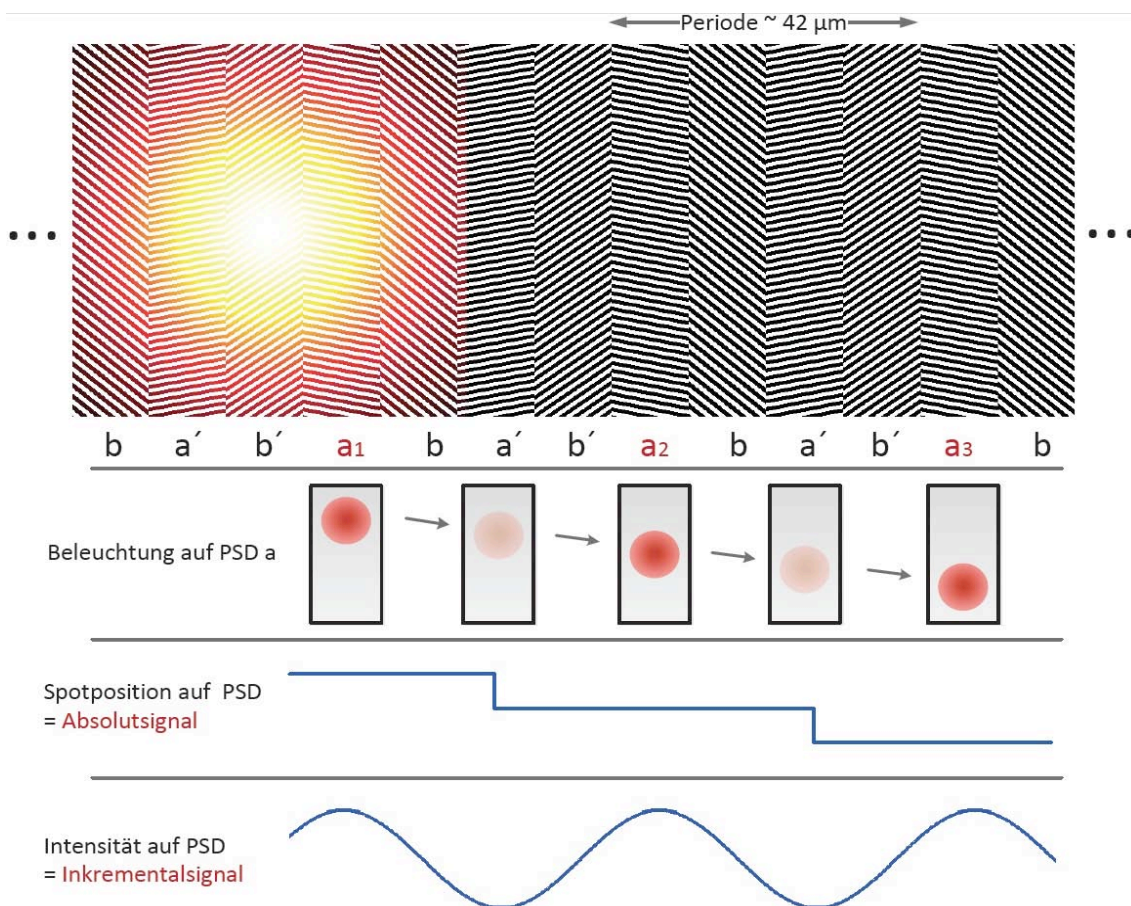 Periode ~ 42 µm
... ...
b a´ b´ a1 b a´ b´ a2 b a´ b´ a3 b
Beleuchtung auf PSD a
Spotposition auf PSD
= Absolutsignal
Intensität auf PSD
= Inkrementalsignal